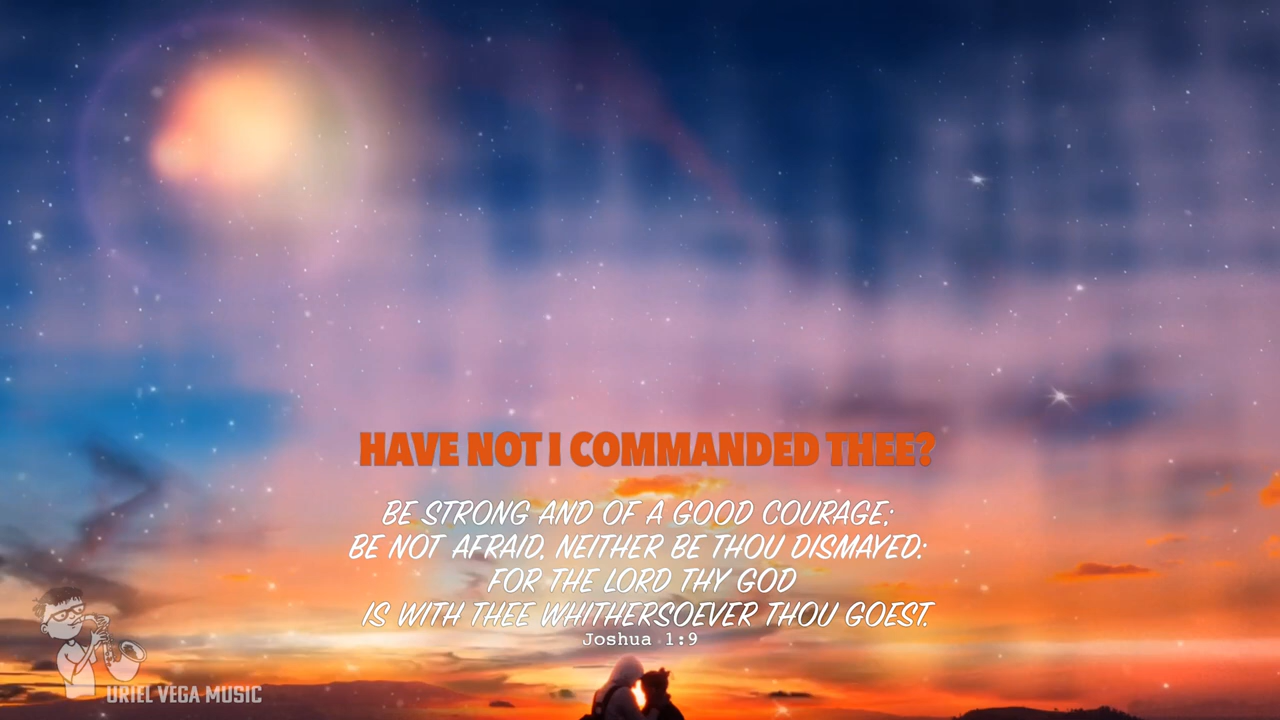 HAVE NOT I COMMANDED THEE?
BE STRONG AND OF A GOOD COURAGE;
BE NOT AFRAID, NEITHER BE THOU DISMAYED:
FOR THE LORD THY GOD
IS WITH THEE WHITHERSOEVER THOU GOEST.
Joshua 1:9
URIEL VEGA MUSIC